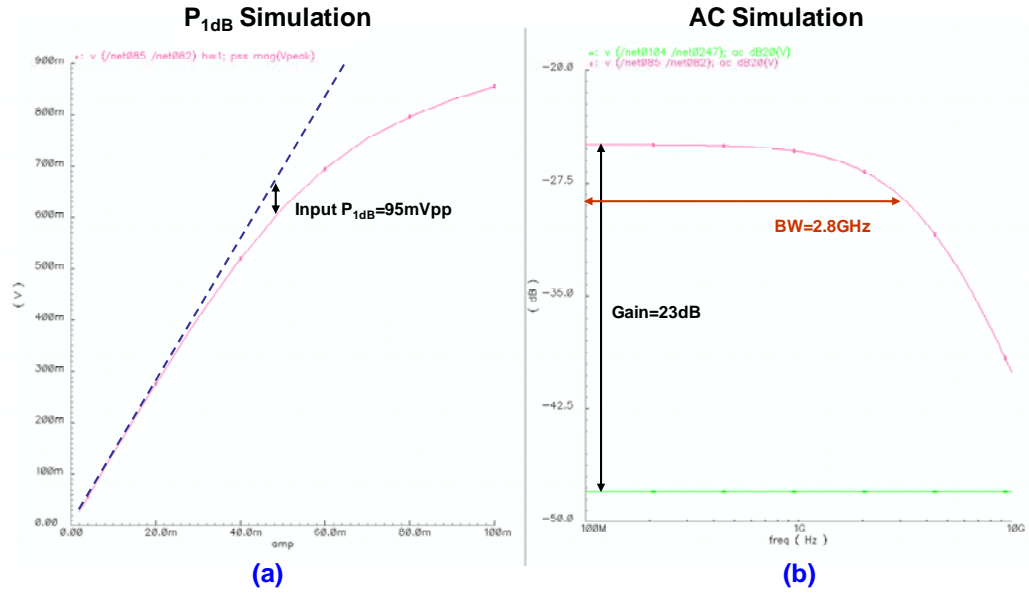 P1dB Simulation
AC Simulation
: v (/net085 /net082) h=1; pss mag(Vpeak)
: v (/net0104 /net0247); ac dB20(V)
: v (/net085 /net082); ac dB20(V)
900m
800m
700m
600m
500m
400m
300m
200m
100m
0.00
( V )
0.00
20.0m
40.0m
60.0m
80.0m
100m
amp
Input P1dB=95mVpp
(a)
-20.0
-27.5
-35.0
-42.5
-50.0
( dB )
100M
1G
10G
freq ( Hz )
BW=2.8GHz
Gain=23dB
(b)